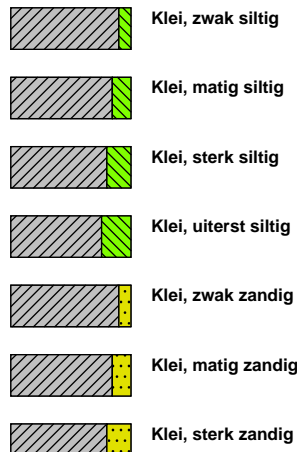 Klei, zwak siltig
Klei, matig siltig
Klei, sterk siltig
Klei, uiterst siltig
Klei, zwak zandig
Klei, matig zandig
Klei, sterk zandig